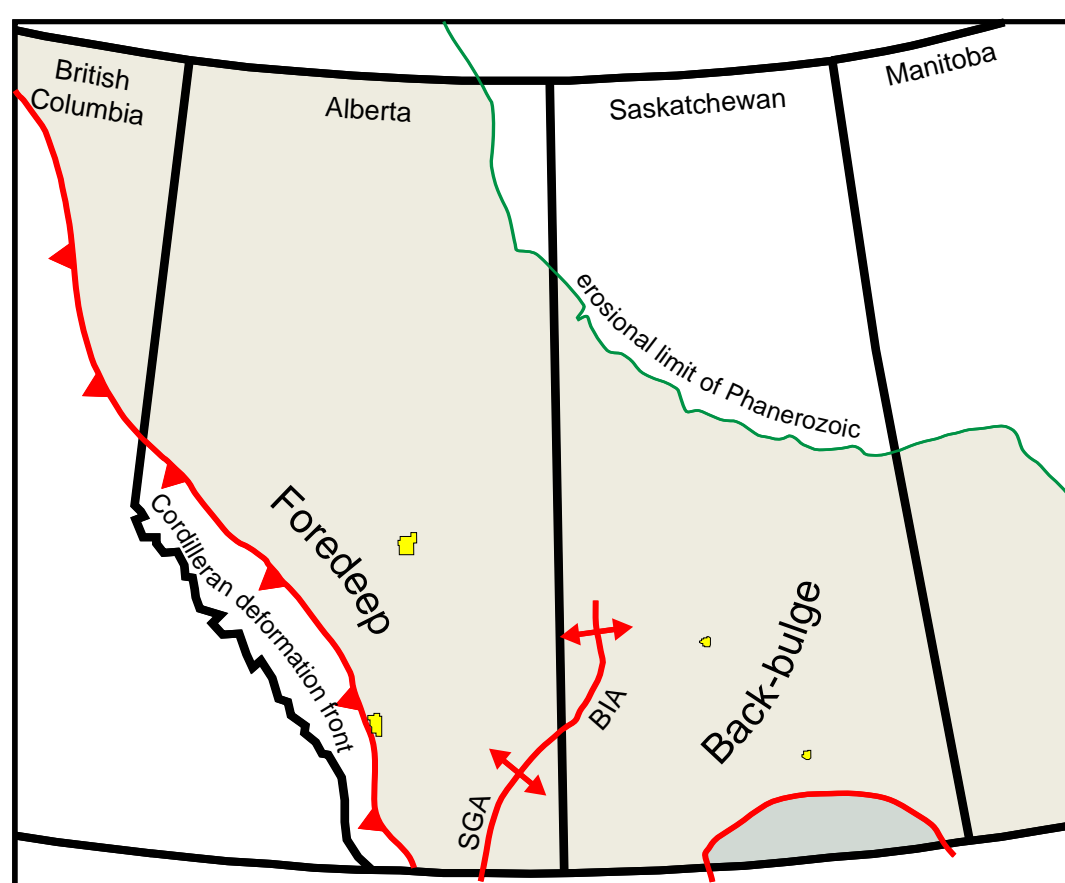 British
Columbia
Alberta
Saskatchewan
Manitoba
erosional limit of Phanerozoic
Foredeep
Cordilleran deformation front
BIA
Back-bulge
SGA